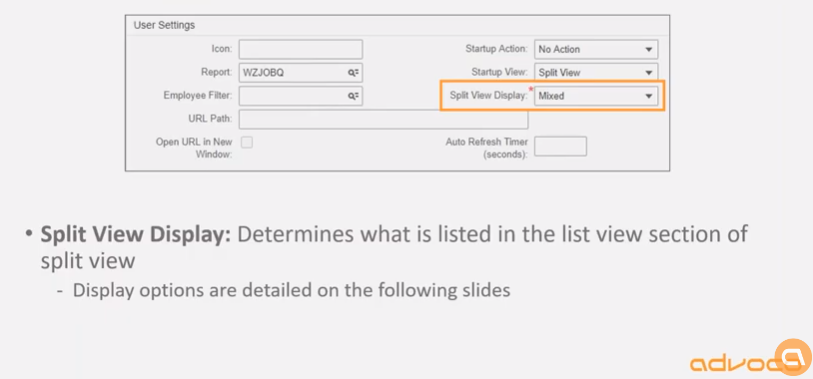 User Settings
Icon: Startup Action: No Action
Report: WZJOBQ Startup View: Split View
Employee Filter: Split View Display: * Mixed
URL Path:
Open URL in New Window: Auto Refresh Timer (seconds):
• Split View Display: Determines what is listed in the list view section of
split view
- Display options are detailed on the following slides
advoc